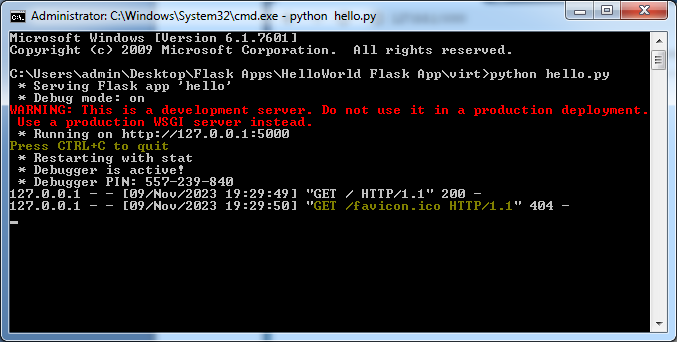 Administrator: C:\Windows\System32\cmd.exe - python  hello.py
Microsoft Windows [Version 6.1.7601]
Copyright (c) 2009 Microsoft Corporation.  All rights reserved.
C:\Users\admin\Desktop\Flask Apps\HelloWorld Flask App\virt>python hello.py
 * Serving Flask app 'hello'
 * Debug mode: on
WARNING: This is a development server. Do not use it in a production deployment.
 Use a production WSGI server instead.
 * Running on http://127.0.0.1:5000
Press CTRL+C to quit
 * Restarting with stat
 * Debugger is active!
 * Debugger PIN: 557-239-840
127.0.0.1 - - [09/Nov/2023 19:29:49] "GET / HTTP/1.1" 200 -
127.0.0.1 - - [09/Nov/2023 19:29:50] "GET /favicon.ico HTTP/1.1" 404 -